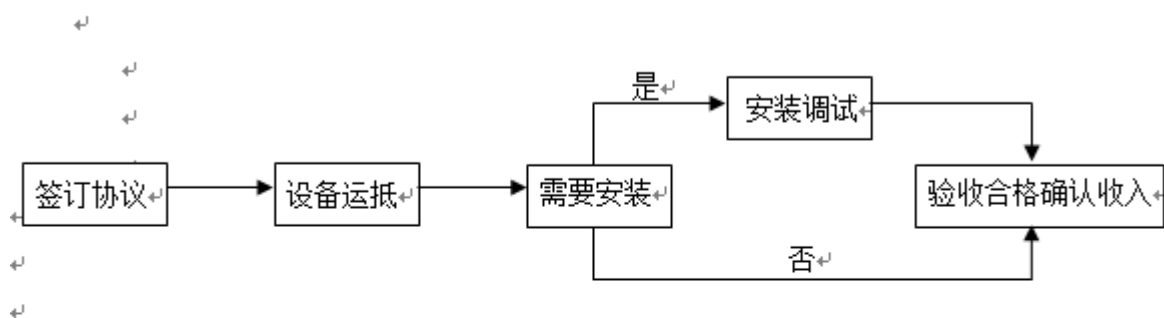 是
安装调试
签订协议
设备运抵
需要安装
验收合格确认收入
否